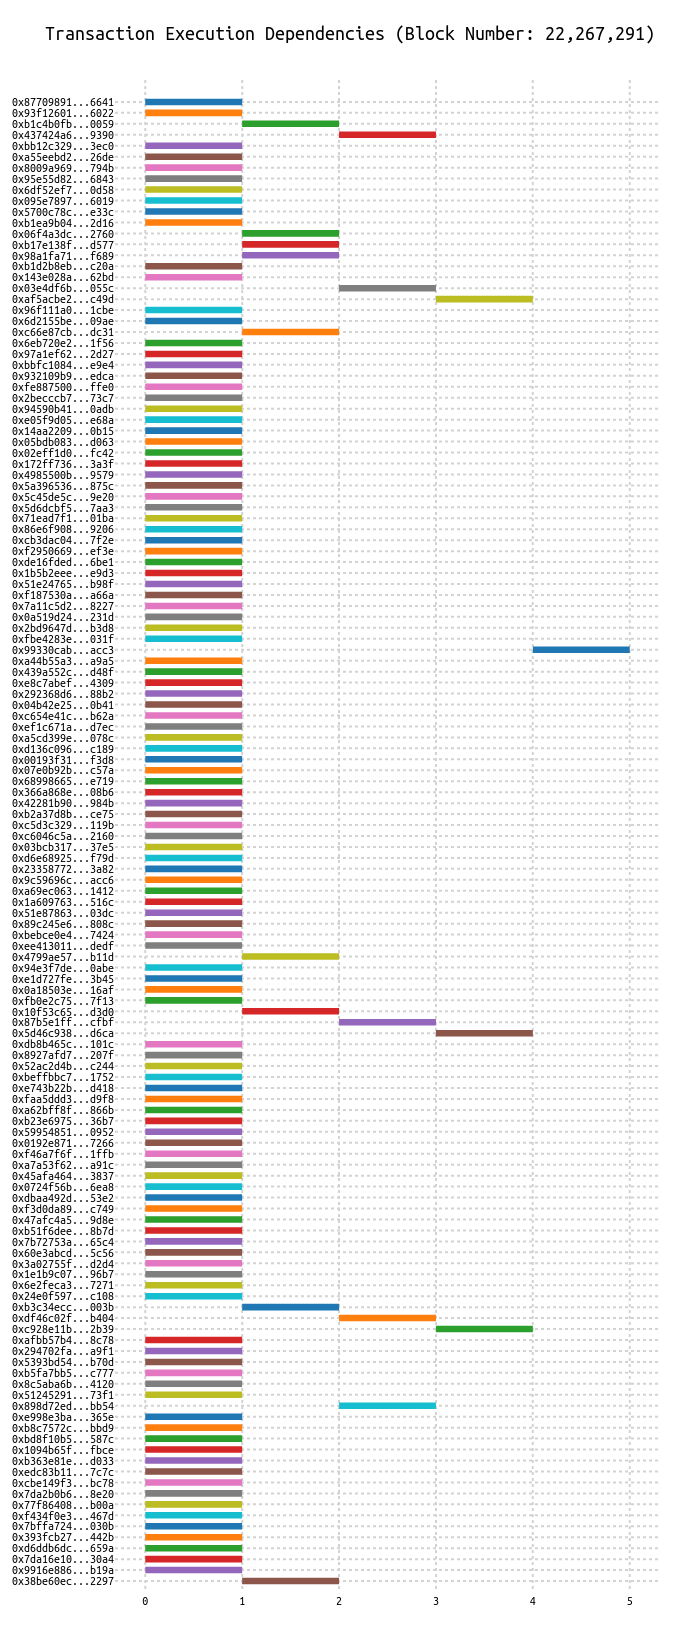 Transaction Execution Dependencies (Block Number: 22,267,291)
0x87709891...6641
0x93f12601...6022
0xb1c4b0fb...0059
0x437424a6...9390
0xbb12c329...3ec0
0xa55eebd2...26de
0x8009a969...794b
0x95e55d82...6843
0x6df52ef7...0d58
0x095e7897...6019
0x5700c78c...e33c
0xb1ea9b04...2d16
0x06f4a3dc...2760
0xb17e138f...d577
0x98a1fa71...f689
0xb1d2b8eb...c20a
0x143e028a...62bd
0x03e4df6b...055c
0xaf5acbe2...c49d
0x96f111a0...1cbe
0x6d2155be...09ae
0xc66e87cb...dc31
0x6eb720e2...1f56
0x97a1ef62...2d27
0xbbfc1084...e9e4
0x932109b9...edca
0xfe887500...ffe0
0x2becccb7...73c7
0x94590b41...0adb
0xe05f9d05...e68a
0x14aa2209...0b15
0x05bdb083...d063
0x02eff1d0...fc42
0x172ff736...3a3f
0x4985500b...9579
0x5a396536...875c
0x5c45de5c...9e20
0x5d6dcbf5...7aa3
0x71ead7f1...01ba
0x86e6f908...9206
0xcb3dac04...7f2e
0xf2950669...ef3e
0xde16fded...6be1
0x1b5b2eee...e9d3
0x51e24765...b98f
0xf187530a...a66a
0x7a11c5d2...8227
0x0a519d24...231d
0x2bd9647d...b3d8
0xfbe4283e...031f
0x99330cab...acc3
0xa44b55a3...a9a5
0x439a552c...d48f
0xe8c7abef...4309
0x292368d6...88b2
0x04b42e25...0b41
0xc654e41c...b62a
0xef1c671a...d7ec
0xa5cd399e...078c
0xd136c096...c189
0x00193f31...f3d8
0x07e0b92b...c57a
0x68998665...e719
0x366a868e...08b6
0x42281b90...984b
0xb2a37d8b...ce75
0xc5d3c329...119b
0xc6046c5a...2160
0x03bcb317...37e5
0xd6e68925...f79d
0x23358772...3a82
0x9c59696c...acc6
0xa69ec063...1412
0x1a609763...516c
0x51e87863...03dc
0x89c245e6...808c
0xbebce0e4...7424
0xee413011...dedf
0x4799ae57...b11d
0x94e3f7de...0abe
0xe1d727fe...3b45
0x0a18503e...16af
0xfb0e2c75...7f13
0x10f53c65...d3d0
0x87b5e1ff...cfbf
0x5d46c938...d6ca
0xdb8b465c...101c
0x8927afd7...207f
0x52ac2d4b...c244
0xbeffbbc7...1752
0xe743b22b...d418
0xfaa5ddd3...d9f8
0xa62bff8f...866b
0xb23e6975...36b7
0x59954851...0952
0x0192e871...7266
0xf46a7f6f...1ffb
0xa7a53f62...a91c
0x45afa464...3837
0x0724f56b...6ea8
0xdbaa492d...53e2
0xf3d0da89...c749
0x47afc4a5...9d8e
0xb51f6dee...8b7d
0x7b72753a...65c4
0x60e3abcd...5c56
0x3a02755f...d2d4
0x1e1b9c07...96b7
0x6e2feca3...7271
0x24e0f597...c108
0xb3c34ecc...003b
0xdf46c02f...b404
0xc928e11b...2b39
0xafbb57b4...8c78
0x294702fa...a9f1
0x5393bd54...b70d
0xb5fa7bb5...c777
0x8c5aba6b...4120
0x51245291...73f1
0x898d72ed...bb54
0xe998e3ba...365e
0xb8c7572c...bbd9
0xbd8f10b5...587c
0x1094b65f...fbce
0xb363e81e...d033
0xedc83b11...7c7c
0xcbe149f3...bc78
0x7da2b0b6...8e20
0x77f86408...b00a
0xf434f0e3...467d
0x7bffa724...030b
0x393fcb27...442b
0xd6ddb6dc...659a
0x7da16e10...30a4
0x9916e886...b19a
0x38be60ec...2297
0 1 2 3 4 5